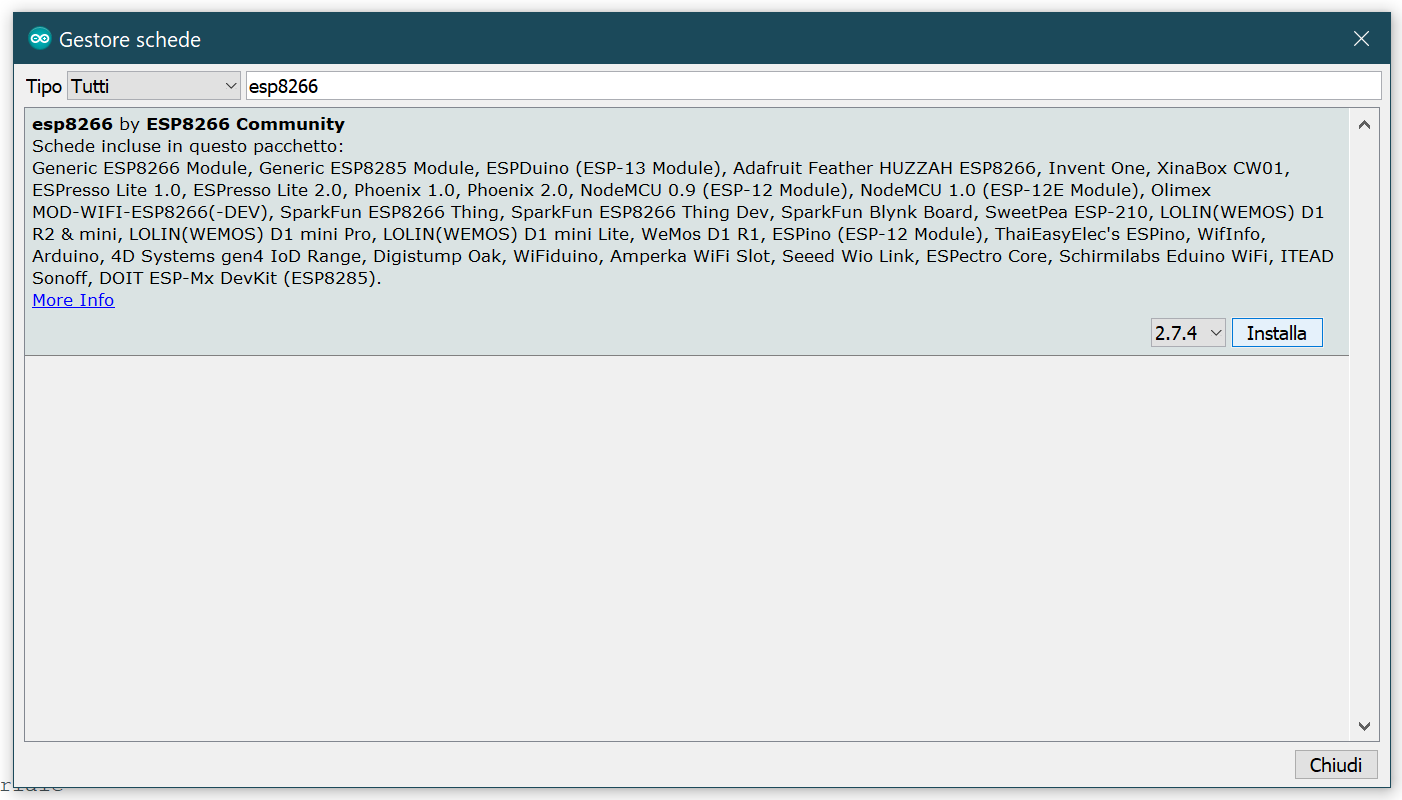 Gestore schede
Tipo Tutti esp8266
esp8266 by ESP8266 Community
Schede incluse in questo pacchetto:
Generic ESP8266 Module, Generic ESP8285 Module, ESPDuino (ESP-13 Module), Adafruit Feather HUZZAH ESP8266, Invent One, XinaBox CW01,
ESPresso Lite 1.0, ESPresso Lite 2.0, Phoenix 1.0, Phoenix 2.0, NodeMCU 0.9 (ESP-12 Module), NodeMCU 1.0 (ESP-12E Module), Olimex
MOD-WIFI-ESP8266(-DEV), SparkFun ESP8266 Thing, SparkFun ESP8266 Thing Dev, SparkFun Blynk Board, SweetPea ESP-210, LOLIN(WEMOS) D1
R2 & mini, LOLIN(WEMOS) D1 mini Pro, LOLIN(WEMOS) D1 mini Lite, WeMos D1 R1, ESPino (ESP-12 Module), ThaiEasyElec's ESPino, WifInfo,
Arduino, 4D Systems gen4 IoD Range, Digistump Oak, WiFiduino, Amperka WiFi Slot, Seeed Wio Link, ESPectro Core, Schirmilabs Eduino WiFi, ITEAD
Sonoff, DOIT ESP-Mx DevKit (ESP8285).
More Info
2.7.4 Installa
Chiudi